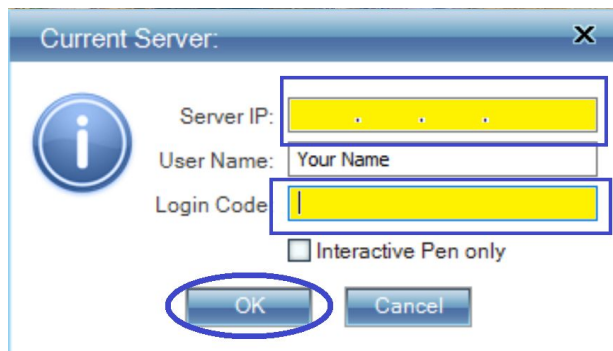 Current Server:
Server IP: . . .
User Name: Your Name
Login Code
Interactive Pen only
OK Cancel